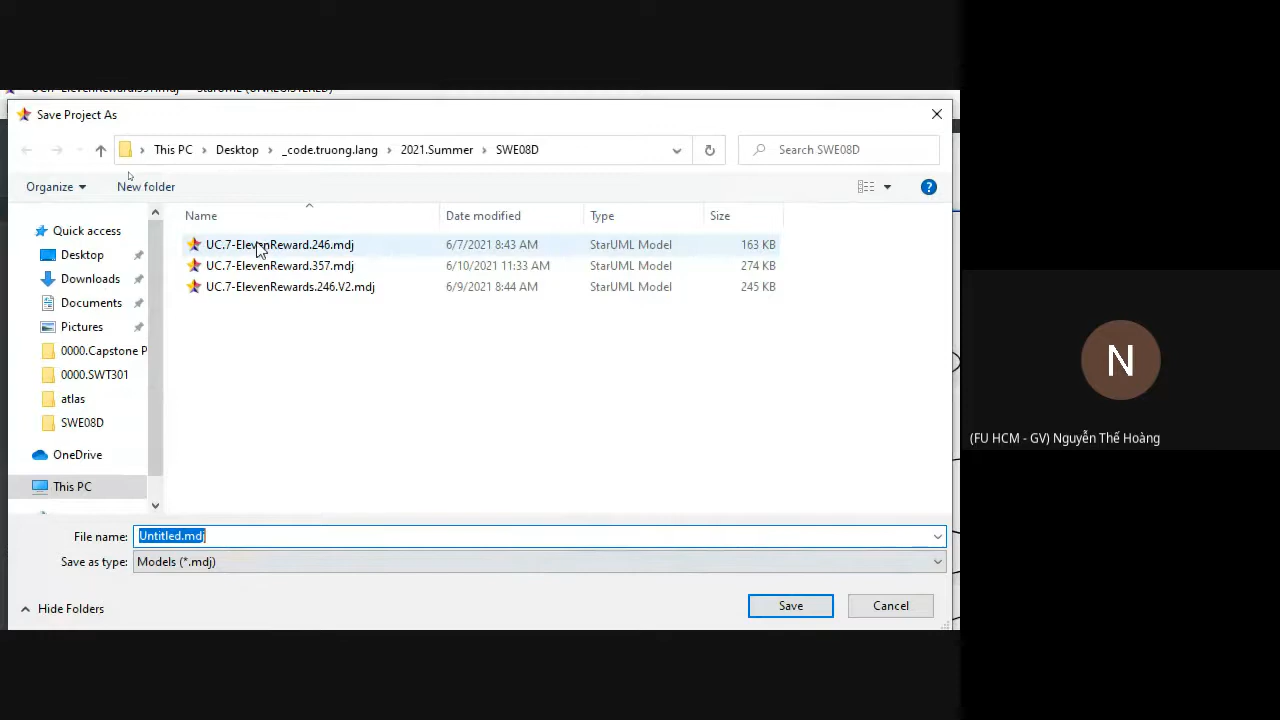 Save Project As
This PC > Desktop > _code.truong.lang > 2021.Summer > SWE08D
Search SWE08D
Organize
New folder
Name
Date modified
Type
Size
Quick access
Desktop
Downloads
Documents
Pictures
0000.Capstone P
0000.SWT301
atlas
SWE08D
OneDrive
This PC
UC.7-ElevenReward.246.mdj 6/7/2021 8:43 AM StarUML Model 163 KB
UC.7-ElevenReward.357.mdj 6/10/2021 11:33 AM StarUML Model 274 KB
UC.7-ElevenRewards.246.V2.mdj 6/9/2021 8:44 AM StarUML Model 245 KB
File name: Untitled.mdj
Save as type: Models (*.mdj)
Hide Folders
Save
Cancel
N
(FU HCM - GV) Nguyễn Thế Hoàng